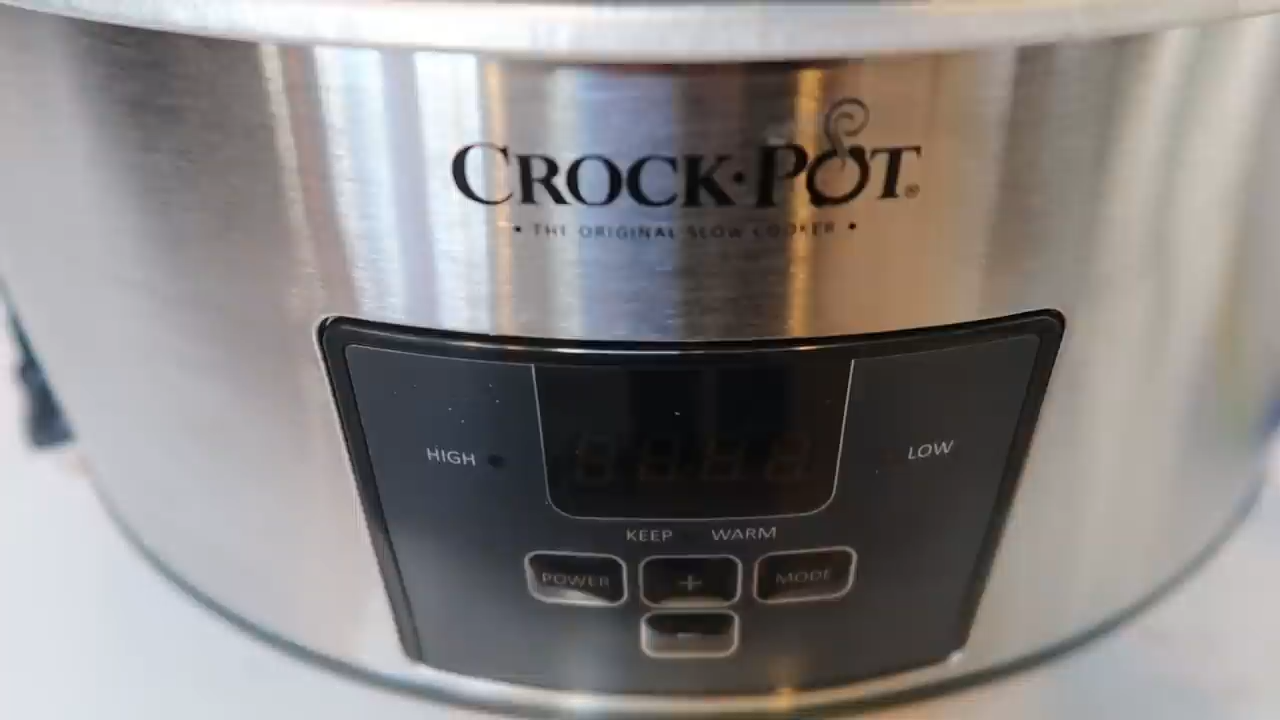 CROCK·POT®
• THE ORIGINAL SLOW COOKER •
HIGH
LOW
KEEP WARM
POWER + MODE
-